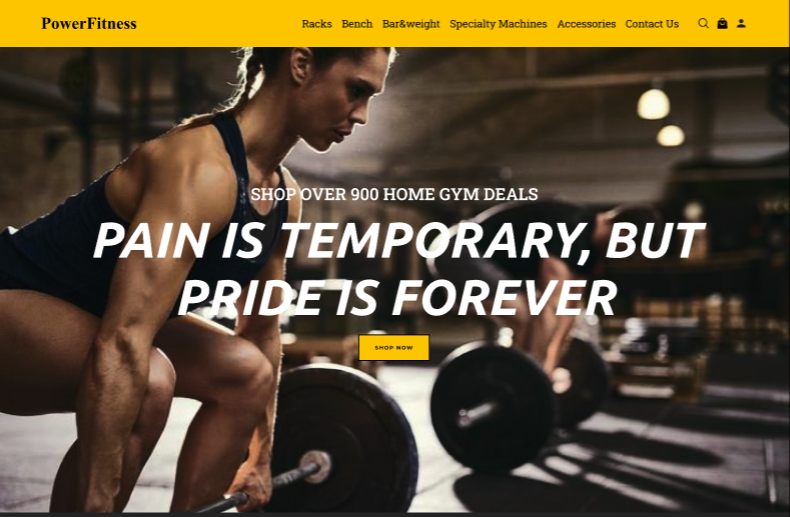 PowerFitness
Racks Bench Bar&weight Specialty Machines Accessories Contact Us
SHOP OVER 900 HOME GYM DEALS
PAIN IS TEMPORARY, BUT
PRIDE IS FOREVER
SHOP NOW